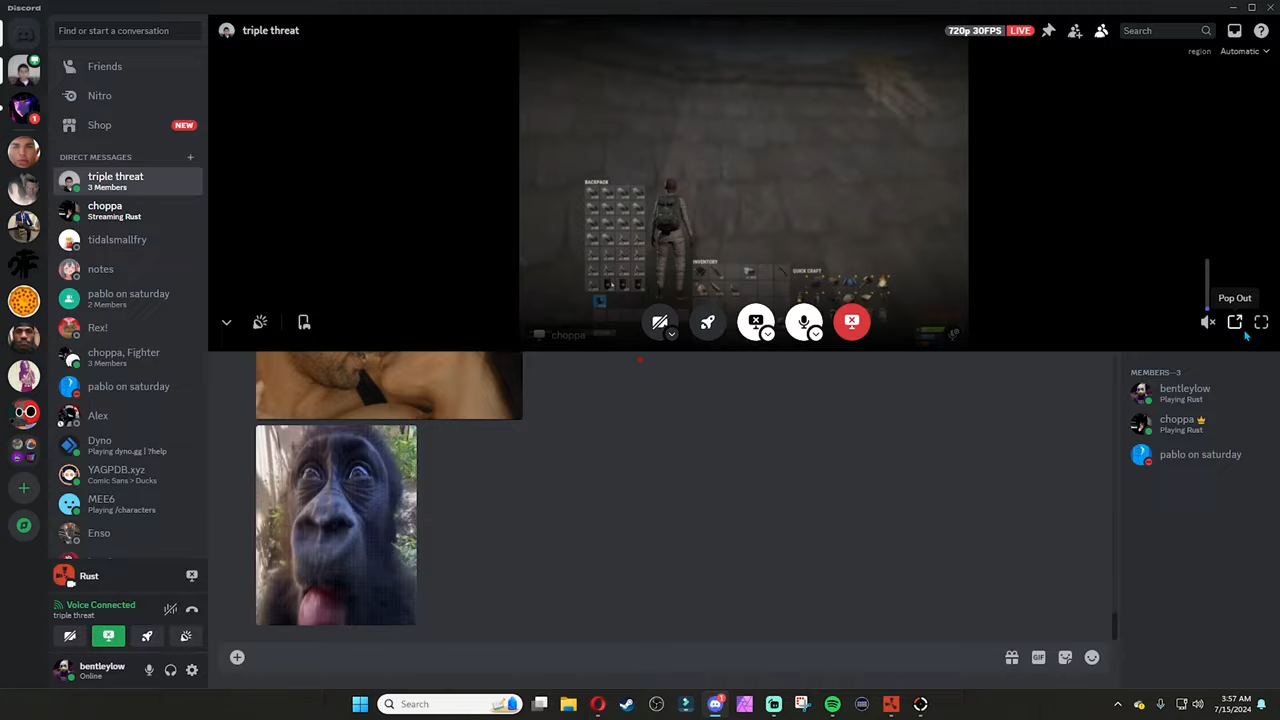 Discord
Find or start a conversation
Friends
Nitro
Shop
NEW
DIRECT MESSAGES
triple threat
3 Members
choppa
Streaming Rust
tidalsmallfry
notes
pablo on saturday
2 Members
Rex!
choppa, Fighter
3 Members
pablo on saturday
Alex
Dyno
Playing dyno.gg | ?help
YAGPDB.xyz
Comic Sans > Ducks
MEE6
Playing /characters
Enso
Rust
Voice Connected
triple threat
bentleylow
Online
1
triple threat
720p 30FPS LIVE
Search
region Automatic
BACKPACK
INVENTORY
QUICK CRAFT
choppa
Pop Out
MEMBERS—3
bentleylow
Playing Rust
choppa
Playing Rust
pablo on saturday
GIF
Search
1
3:57 AM
7/15/2024